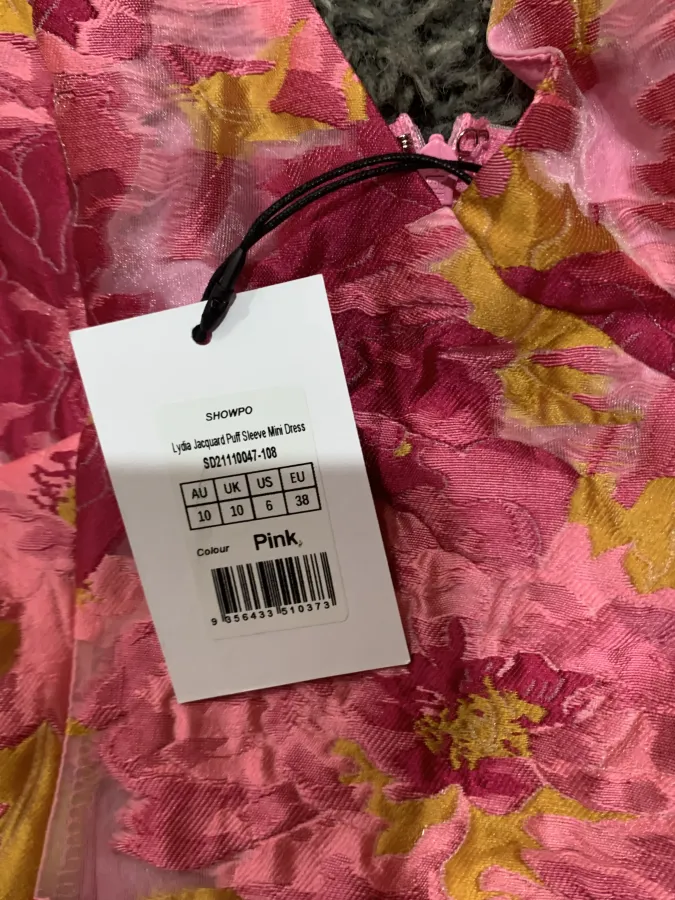 SHOWPO
Lydia Jacquard Puff Sleeve Mini Dress
SD21110047-108
AU UK US EU
10 10 6 38
Colour Pink,
9 356433 510373